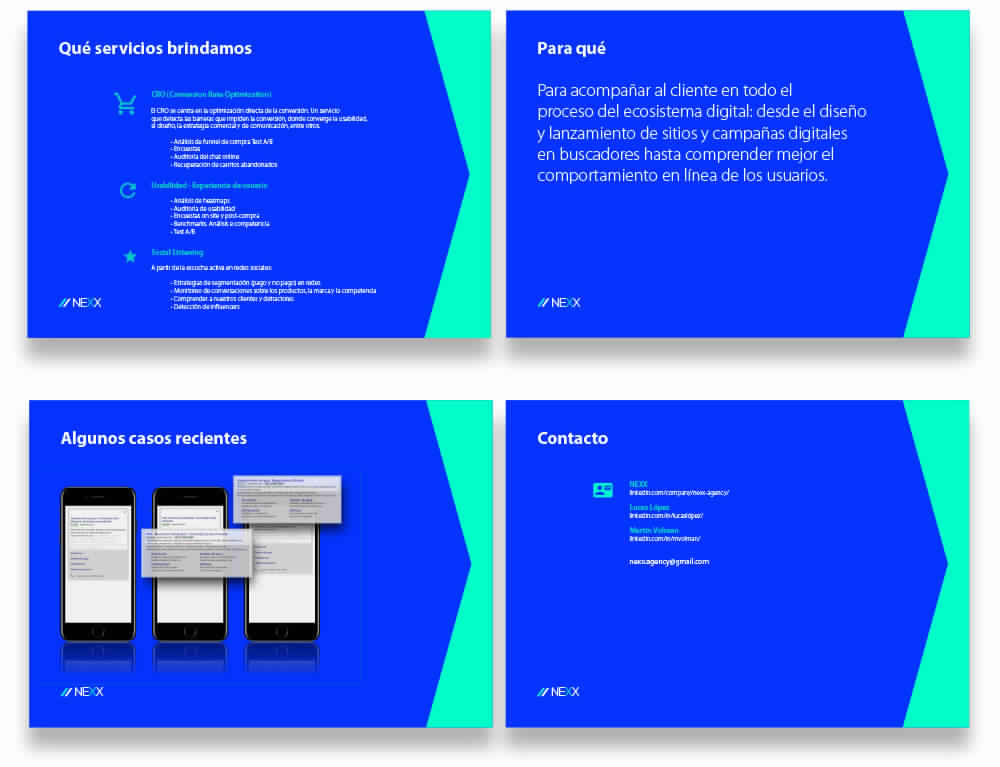 Qué servicios brindamos
CRO (Conversion Rate Optimization)
El CRO se centra en la optimización directa de la conversión. Un servicio
que detecta las barreras que impiden la conversión, donde converge la usabilidad,
el diseño, la estrategia comercial y de comunicación, entre otros.
- Análisis de funnel de compra Test A/B
- Encuestas
- Auditoría del chat online
- Recuperación de carritos abandonados
Usabilidad - Experiencia de usuario
- Análisis de heatmaps
- Auditoría de usabilidad
- Encuestas on site y post-compra
- Benchmarks. Análisis e competencia
- Test A/B
Social Listening
A partir de la escucha activa en redes sociales:
- Estrategias de segmentación (pago y no pago) en redes
- Monitoreo de conversaciones sobre los productos, la marca y la competencia
- Comprender a nuestros clientes y detractores
- Detección de influencers
NEXX
Para qué
Para acompañar al cliente en todo el
proceso del ecosistema digital: desde el diseño
y lanzamiento de sitios y campañas digitales
en buscadores hasta comprender mejor el
comportamiento en línea de los usuarios.
NEXX
Algunos casos recientes
NEXX
Contacto
NEXX
linkedin.com/company/nexx-agency/
Lucas López
linkedin.com/in/lucaslopez/
Martín Volman
linkedin.com/in/mvolman/
nexx.agency@gmail.com
NEXX